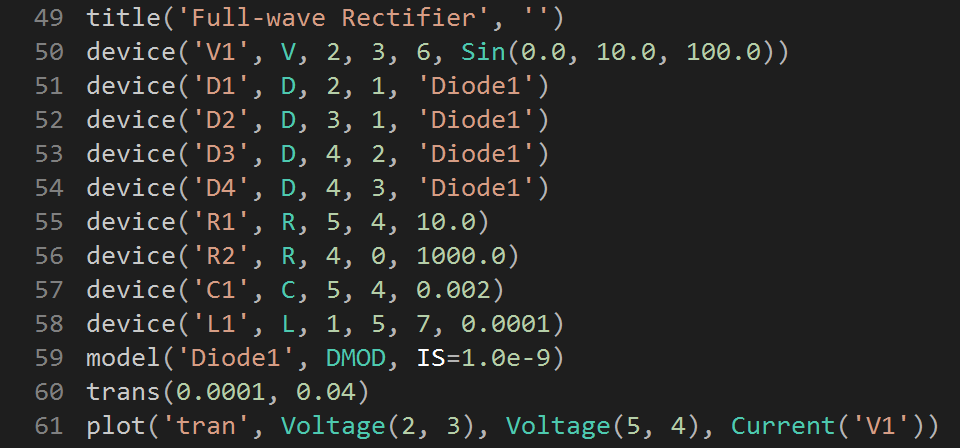 49 title('Full-wave Rectifier', '')
50 device('V1', V, 2, 3, 6, Sin(0.0, 10.0, 100.0))
51 device('D1', D, 2, 1, 'Diode1')
52 device('D2', D, 3, 1, 'Diode1')
53 device('D3', D, 4, 2, 'Diode1')
54 device('D4', D, 4, 3, 'Diode1')
55 device('R1', R, 5, 4, 10.0)
56 device('R2', R, 4, 0, 1000.0)
57 device('C1', C, 5, 4, 0.002)
58 device('L1', L, 1, 5, 7, 0.0001)
59 model('Diode1', DMOD, IS=1.0e-9)
60 trans(0.0001, 0.04)
61 plot('tran', Voltage(2, 3), Voltage(5, 4), Current('V1'))